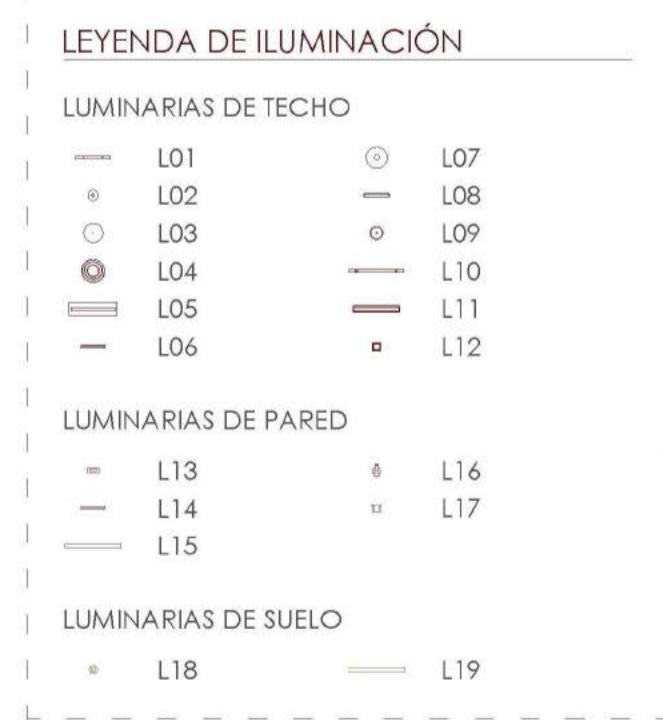 LEYENDA DE ILUMINACIÓN
LUMINARIAS DE TECHO
L01 L07
L02 L08
L03 L09
L04 L10
L05 L11
L06 L12
LUMINARIAS DE PARED
L13 L16
L14 L17
L15
LUMINARIAS DE SUELO
L18 L19